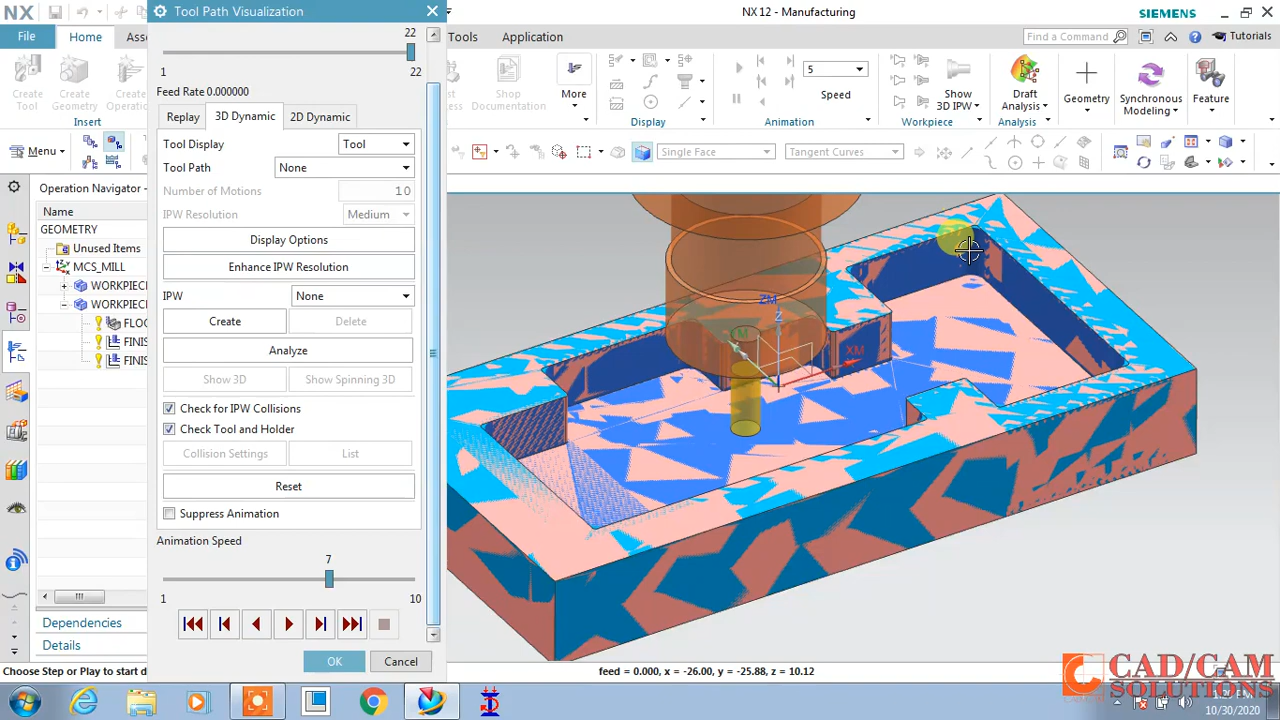 NX
Tool Path Visualization
NX 12 - Manufacturing
SIEMENS
File
Home
Tools
Application
Find a Command
Tutorials
Create
Tool
Create
Geometry
Insert
Shop
Documentation
More
Display
5
Speed
Animation
Show
3D IPW
Workpiece
Draft
Analysis
Analysis
Geometry
Synchronous
Modeling
Feature
Menu
Single Face
Tangent Curves
22
1
22
Feed Rate 0.000000
Replay
3D Dynamic
2D Dynamic
Tool Display
Tool
Tool Path
None
Number of Motions
10
IPW Resolution
Medium
Display Options
Enhance IPW Resolution
IPW
None
Create
Delete
Analyze
Show 3D
Show Spinning 3D
Check for IPW Collisions
Check Tool and Holder
Collision Settings
List
Reset
Suppress Animation
Animation Speed
7
1
10
OK
Cancel
Operation Navigator -
Name
GEOMETRY
Unused Items
MCS_MILL
Dependencies
Details
ZM
Z
XM
Choose Step or Play to start d
feed = 0.000, x = -26.00, y = -25.88, z = 10.12
CAD/CAM
SOLUTIONS
10/30/2020